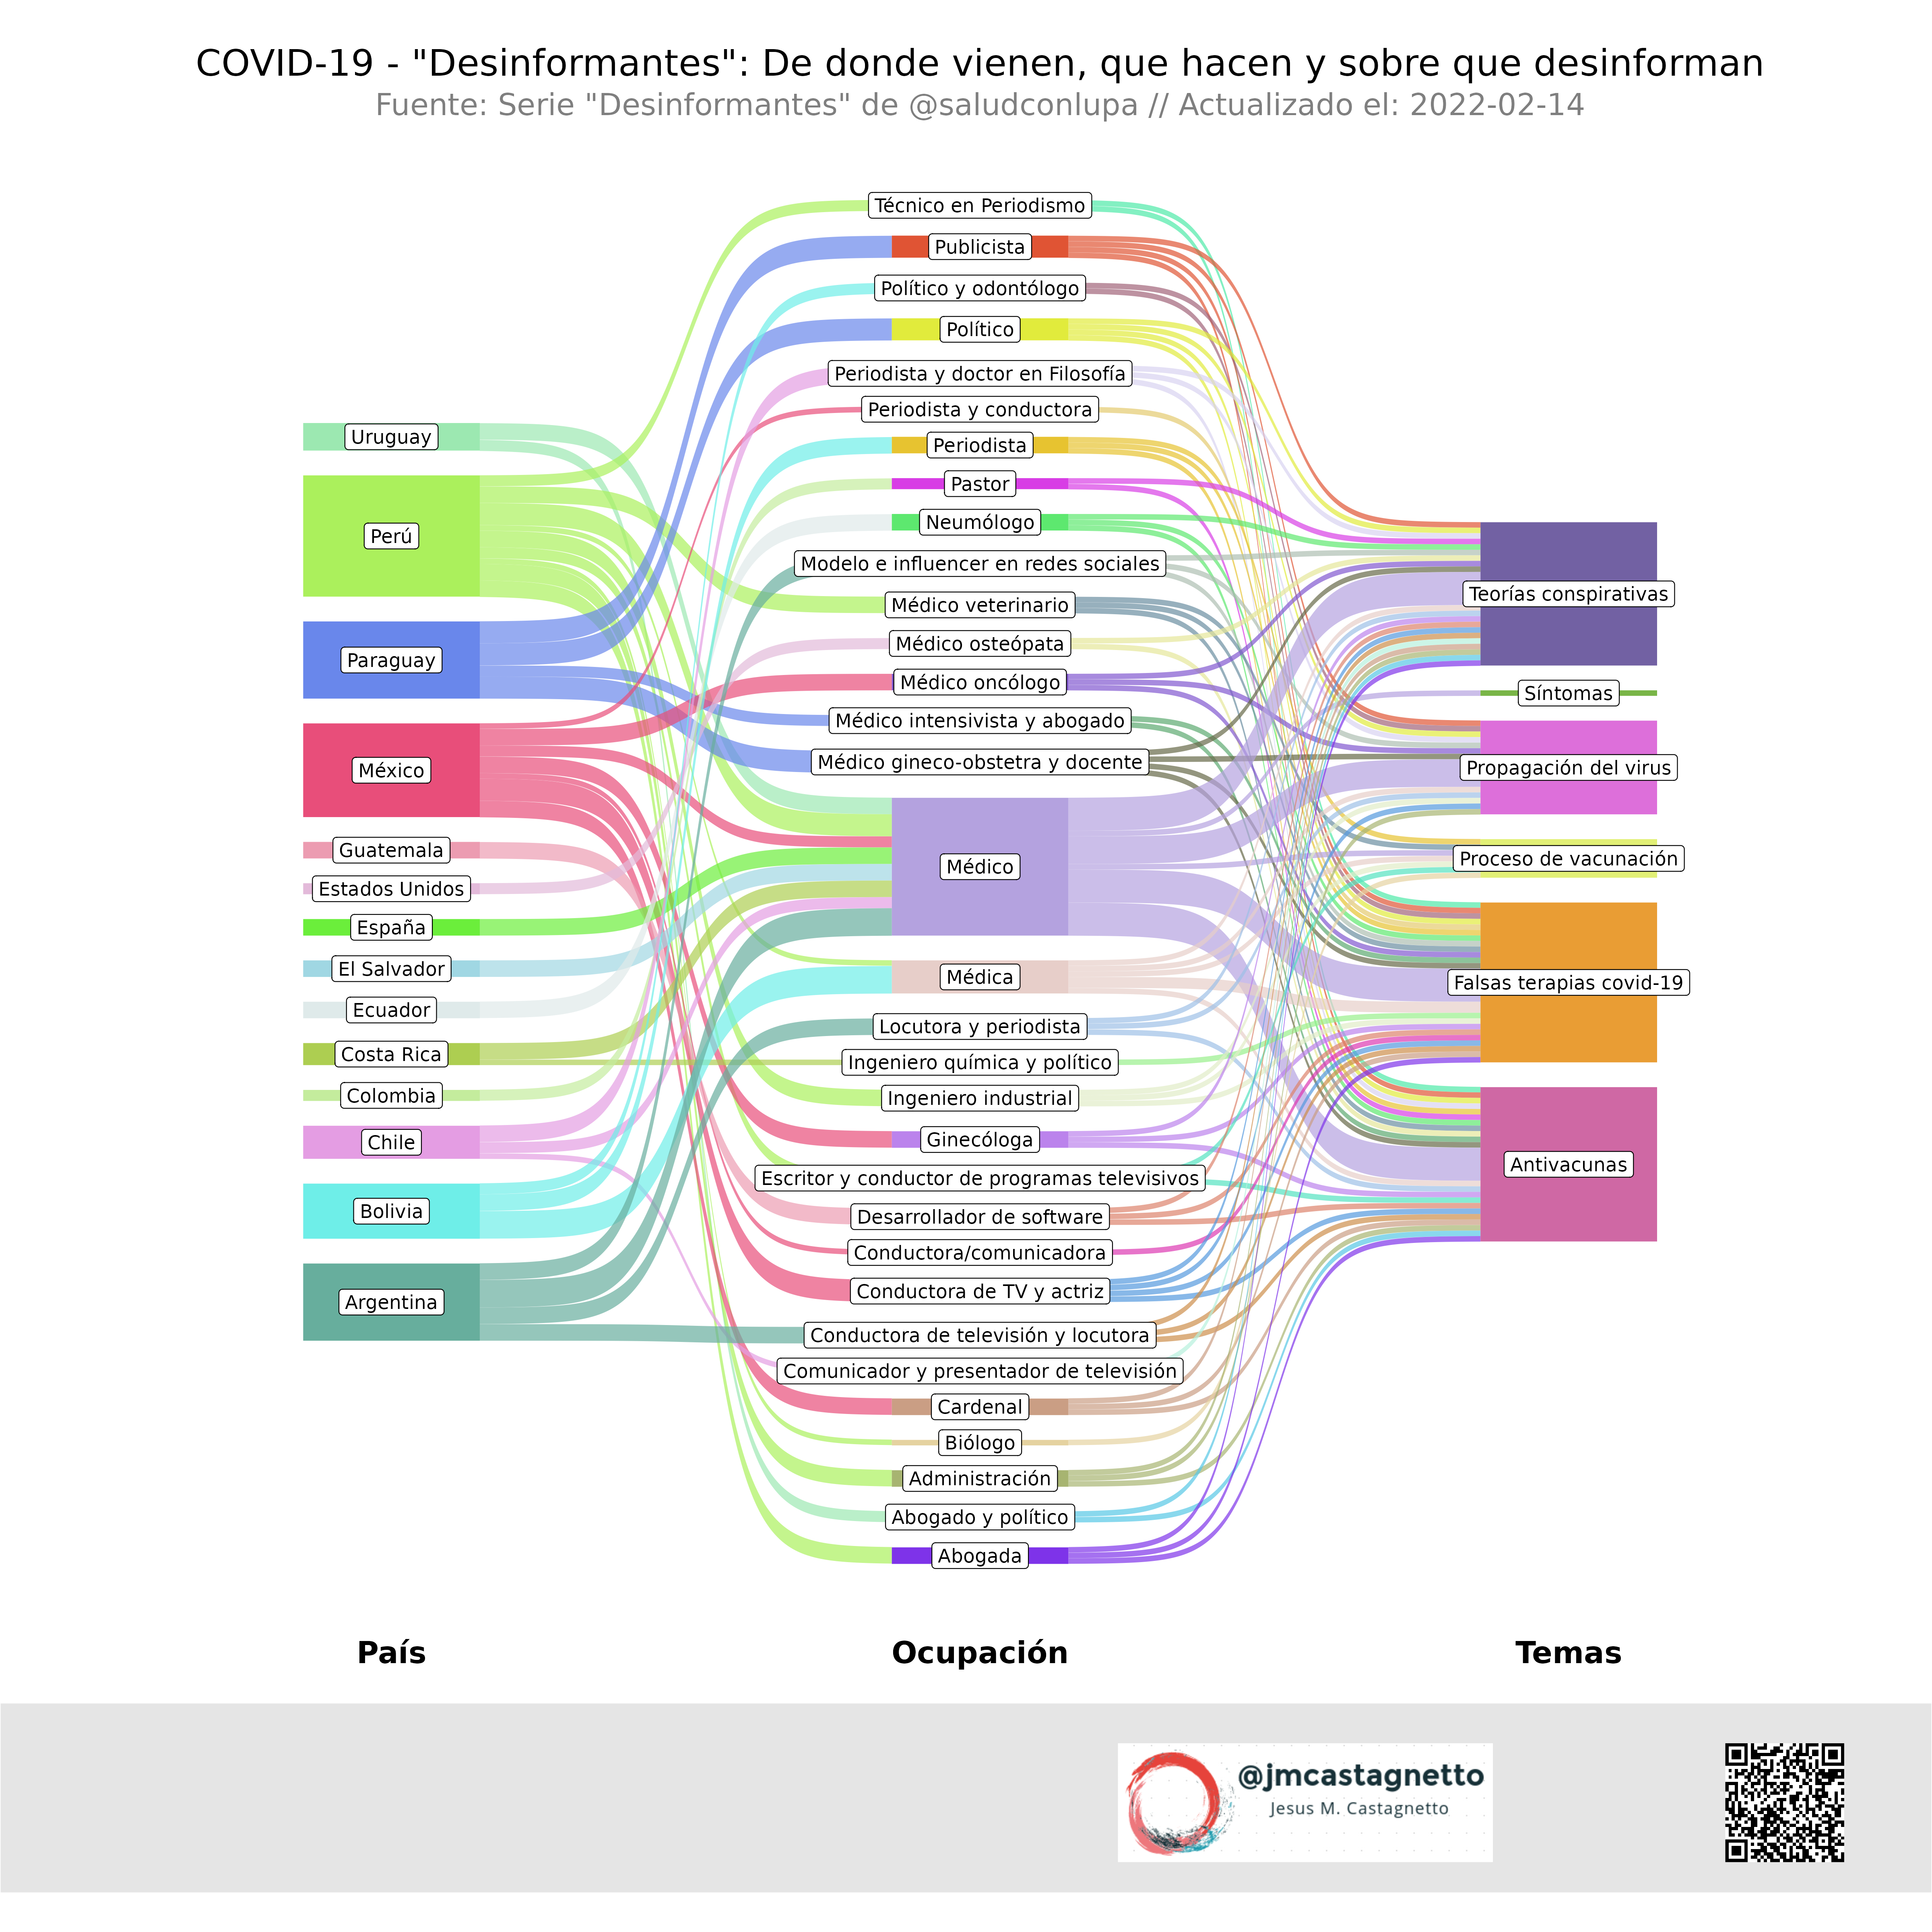 COVID-19 - "Desinformantes": De donde vienen, que hacen y sobre que desinforman
Fuente: Serie "Desinformantes" de @saludconlupa // Actualizado el: 2022-02-14
Uruguay
Perú
Paraguay
México
Guatemala
Estados Unidos
España
El Salvador
Ecuador
Costa Rica
Colombia
Chile
Bolivia
Argentina
Técnico en Periodismo
Publicista
Político y odontólogo
Político
Periodista y doctor en Filosofía
Periodista y conductora
Periodista
Pastor
Neumólogo
Modelo e influencer en redes sociales
Médico veterinario
Médico osteópata
Médico oncólogo
Médico intensivista y abogado
Médico gineco-obstetra y docente
Médico
Médica
Locutora y periodista
Ingeniero química y político
Ingeniero industrial
Ginecóloga
Escritor y conductor de programas televisivos
Desarrollador de software
Conductora/comunicadora
Conductora de TV y actriz
Conductora de televisión y locutora
Comunicador y presentador de televisión
Cardenal
Biólogo
Administración
Abogado y político
Abogada
Teorías conspirativas
Síntomas
Propagación del virus
Proceso de vacunación
Falsas terapias covid-19
Antivacunas
País
Ocupación
Temas
@jmcastagnetto
Jesus M. Castagnetto